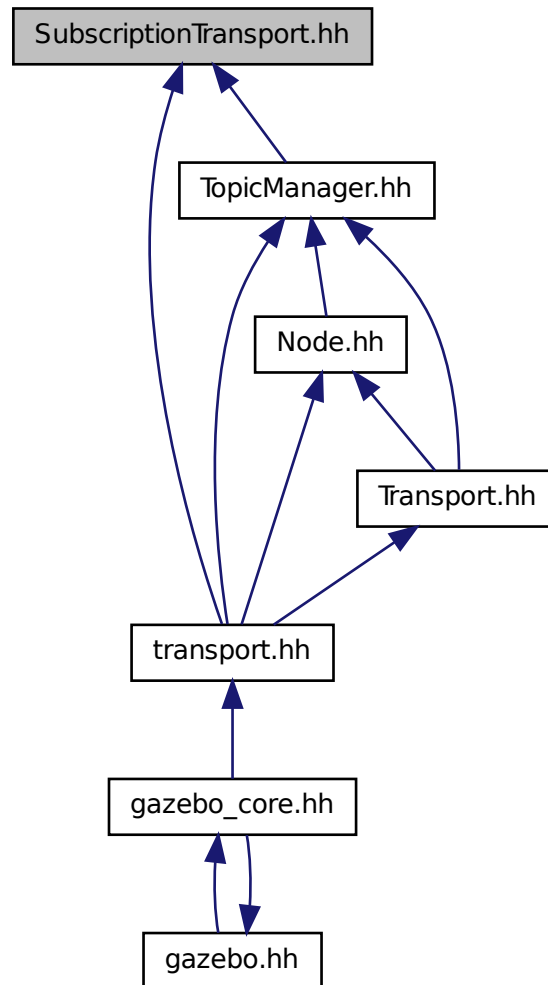 SubscriptionTransport.hh
TopicManager.hh
Node.hh
Transport.hh
transport.hh
gazebo_core.hh
gazebo.hh